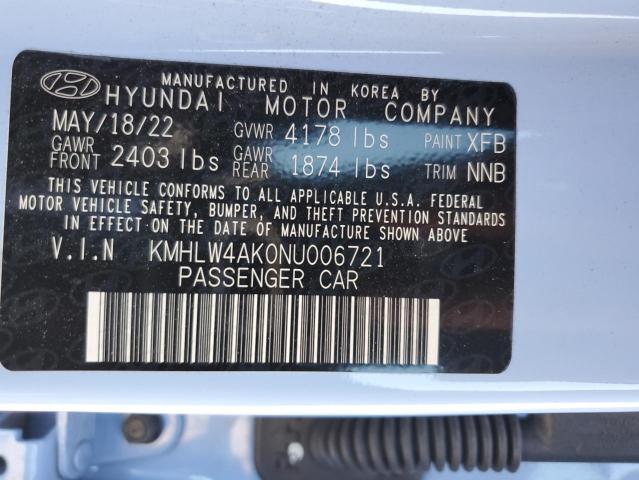 MANUFACTURED IN KOREA BY
HYUNDAI MOTOR COMPANY
MAY/18/22 GVWR 4178 lbs PAINT XFB
GAWR FRONT 2403 lbs GAWR REAR 1874 lbs TRIM NNB
THIS VEHICLE CONFORMS TO ALL APPLICABLE U.S.A. FEDERAL
MOTOR VEHICLE SAFETY, BUMPER, AND THEFT PREVENTION STANDARDS
IN EFFECT ON THE DATE OF MANUFACTURE SHOWN ABOVE.
V.I.N KMHLW4AK0NU006721
PASSENGER CAR